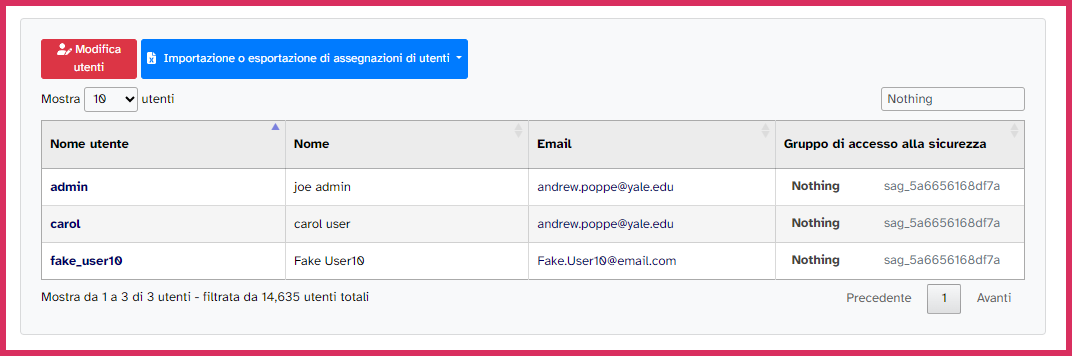 Modifica
utenti
Importazione o esportazione di assegnazioni di utenti
Mostra 10 utenti
Nothing
Nome utente Nome Email Gruppo di accesso alla sicurezza
admin joe admin andrew.poppe@yale.edu Nothing sag_5a6656168df7a
carol carol user andrew.poppe@yale.edu Nothing sag_5a6656168df7a
fake_user10 Fake User10 Fake.User10@email.com Nothing sag_5a6656168df7a
Mostra da 1 a 3 di 3 utenti - filtrata da 14,635 utenti totali
Precedente 1 Avanti